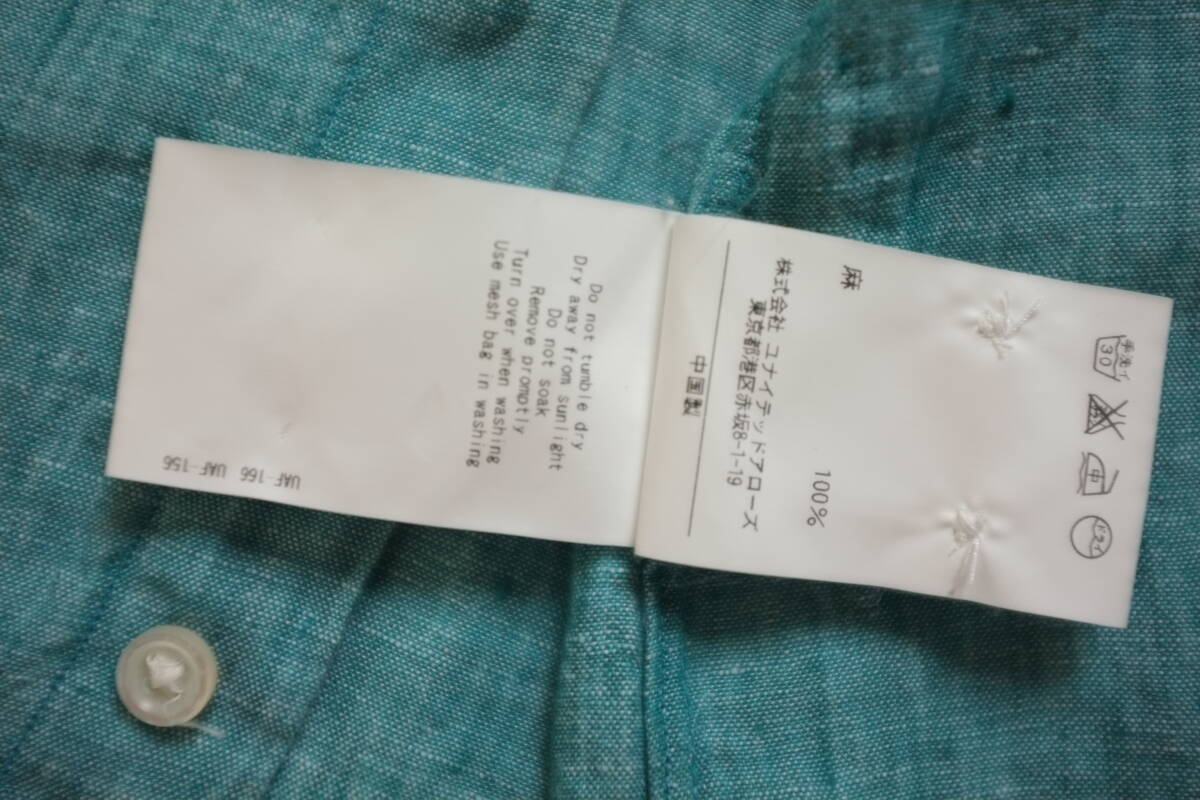 手洗イ
30
中
ドライ
麻
100%
株式会社 ユナイテッドアローズ
東京都港区赤坂8-1-19
中国製
Do not tumble dry
Dry away from sunlight
Do not soak
Remove promptly
Turn over when washing
Use mesh bag in washing
UAF-166 UAF-156